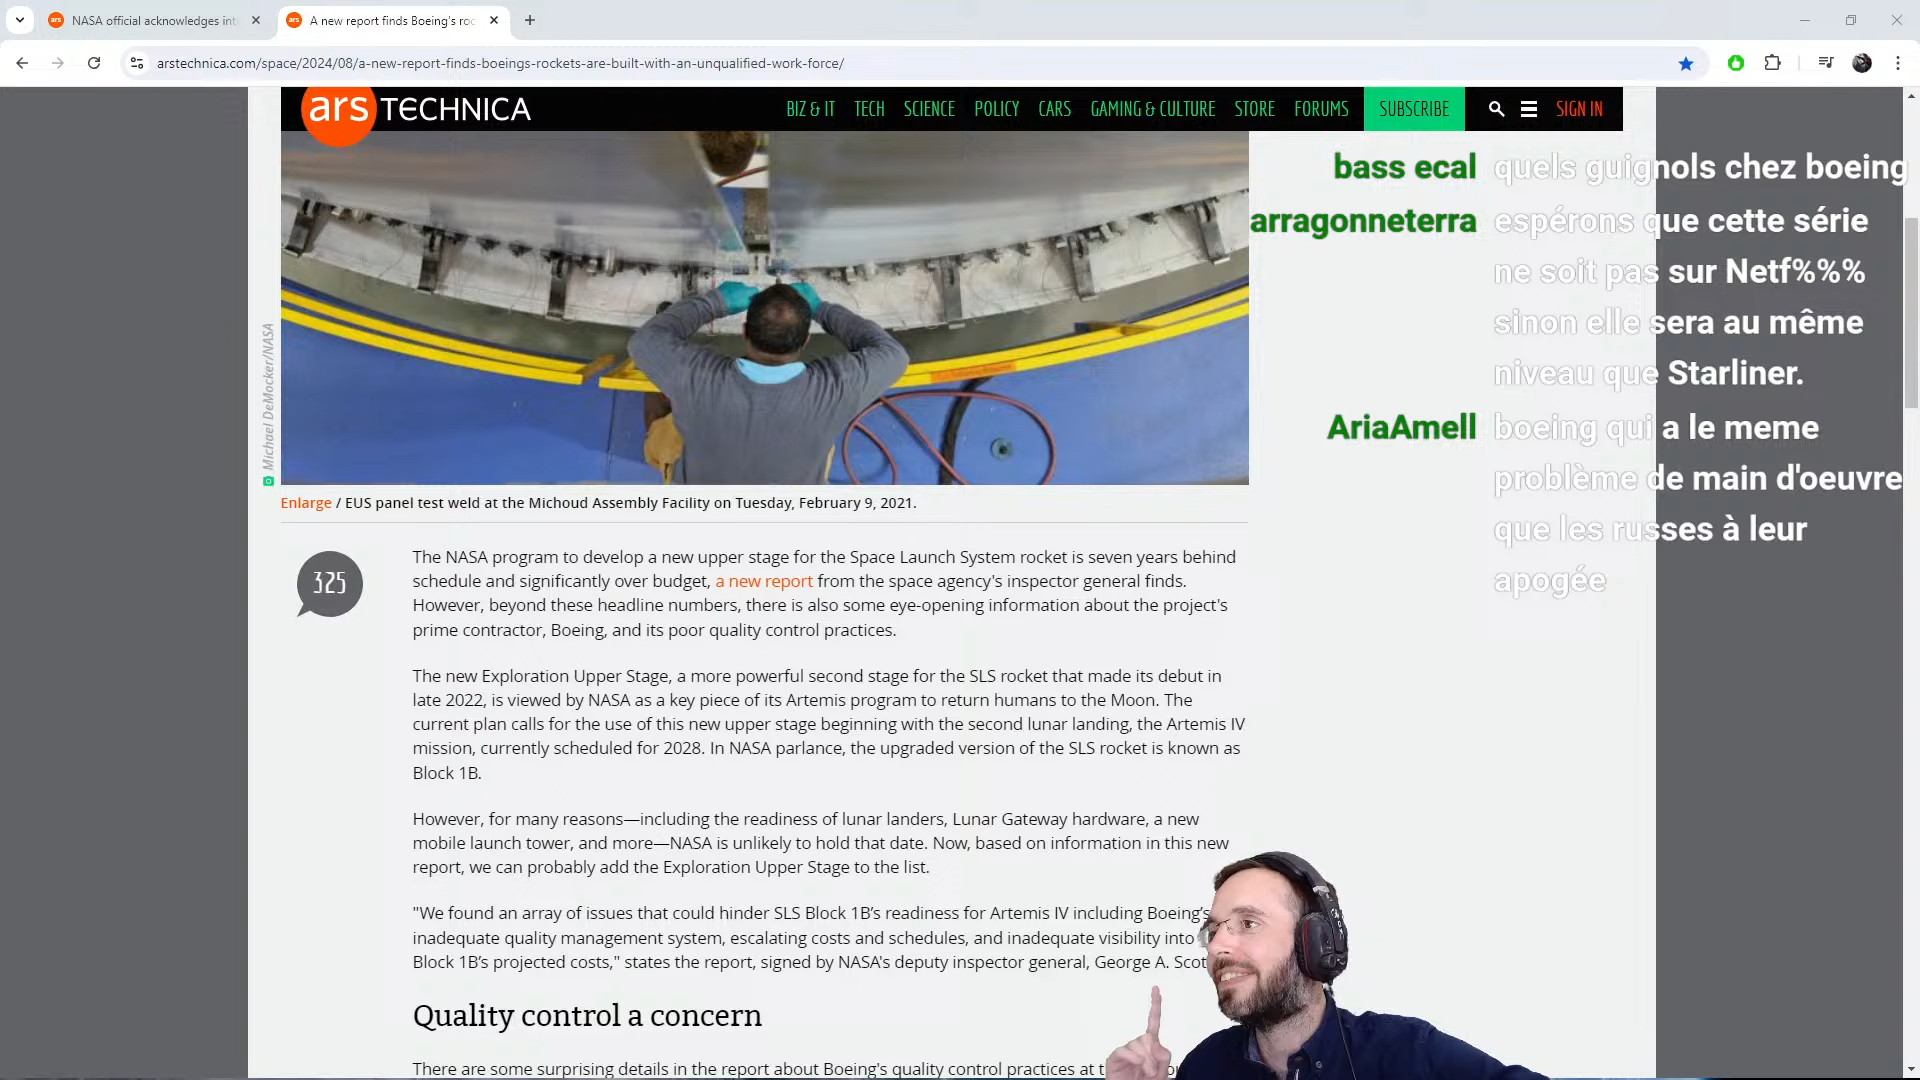 NASA official acknowledges int
A new report finds Boeing's roc
arstechnica.com/space/2024/08/a-new-report-finds-boeings-rockets-are-built-with-an-unqualified-work-force/
ars TECHNICA
BIZ & IT TECH SCIENCE POLICY CARS GAMING & CULTURE STORE FORUMS SUBSCRIBE SIGN IN
bass ecal quels guignols chez boeing
arragonneterra espérons que cette série
ne soit pas sur Netf%%%
sinon elle sera au même
niveau que Starliner.
AriaAmell boeing qui a le meme
problème de main d'oeuvre
que les russes à leur
apogée
Michael DeMocker/NASA
Enlarge / EUS panel test weld at the Michoud Assembly Facility on Tuesday, February 9, 2021.
325
The NASA program to develop a new upper stage for the Space Launch System rocket is seven years behind
schedule and significantly over budget, a new report from the space agency's inspector general finds.
However, beyond these headline numbers, there is also some eye-opening information about the project's
prime contractor, Boeing, and its poor quality control practices.
The new Exploration Upper Stage, a more powerful second stage for the SLS rocket that made its debut in
late 2022, is viewed by NASA as a key piece of its Artemis program to return humans to the Moon. The
current plan calls for the use of this new upper stage beginning with the second lunar landing, the Artemis IV
mission, currently scheduled for 2028. In NASA parlance, the upgraded version of the SLS rocket is known as
Block 1B.
However, for many reasons—including the readiness of lunar landers, Lunar Gateway hardware, a new
mobile launch tower, and more—NASA is unlikely to hold that date. Now, based on information in this new
report, we can probably add the Exploration Upper Stage to the list.
"We found an array of issues that could hinder SLS Block 1B’s readiness for Artemis IV including Boeing’s
inadequate quality management system, escalating costs and schedules, and inadequate visibility into
Block 1B’s projected costs," states the report, signed by NASA's deputy inspector general, George A. Scot
Quality control a concern
There are some surprising details in the report about Boeing's quality control practices at